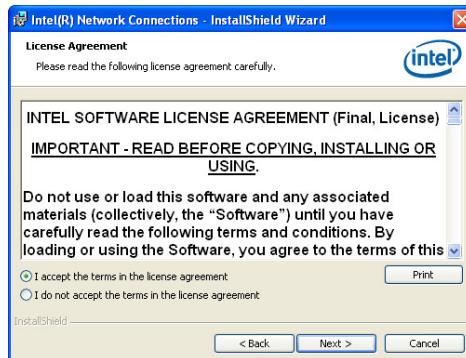 Intel(R) Network Connections - InstallShield Wizard
License Agreement
Please read the following license agreement carefully.
intel
INTEL SOFTWARE LICENSE AGREEMENT (Final, License)
IMPORTANT - READ BEFORE COPYING, INSTALLING OR
USING.
Do not use or load this software and any associated
materials (collectively, the “Software”) until you have
carefully read the following terms and conditions. By
loading or using the Software, you agree to the terms of this
I accept the terms in the license agreement
Print
I do not accept the terms in the license agreement
InstallShield
< Back
Next >
Cancel